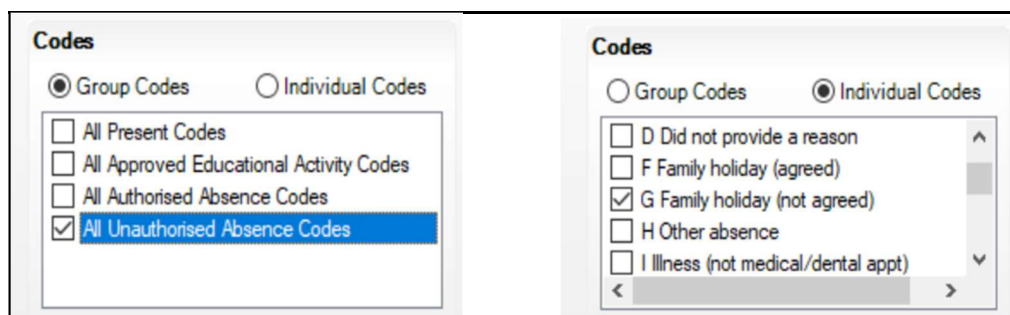 Codes
Group Codes Individual Codes
All Present Codes
All Approved Educational Activity Codes
All Authorised Absence Codes
All Unauthorised Absence Codes
Codes
Group Codes Individual Codes
D Did not provide a reason
F Family holiday (agreed)
G Family holiday (not agreed)
H Other absence
I Illness (not medical/dental appt)